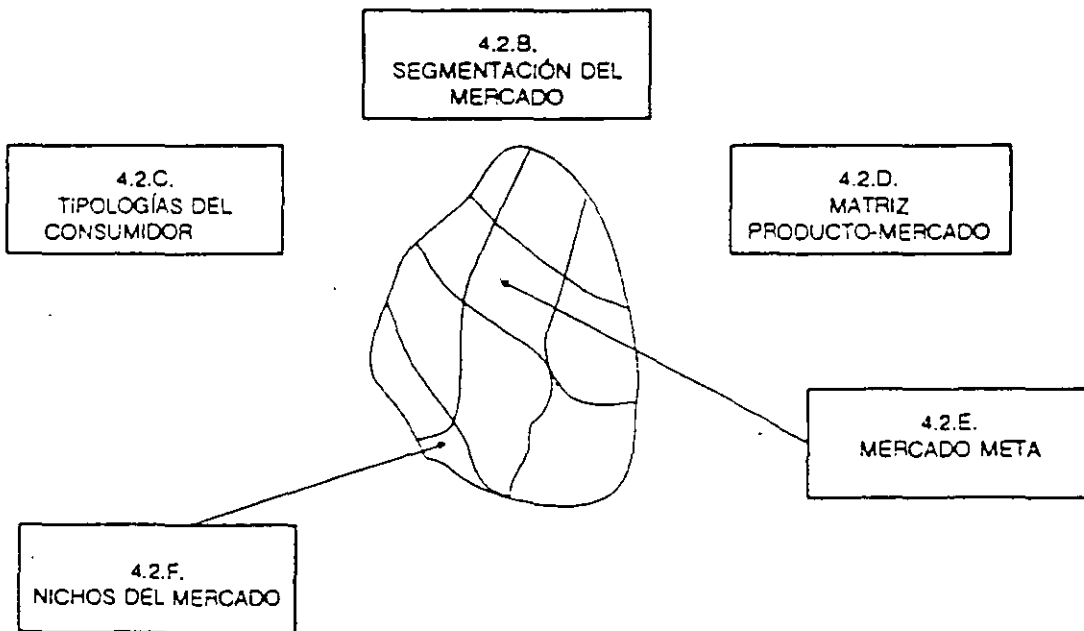 4.2.B.
SEGMENTACIÓN DEL
MERCADO
4.2.C.
TIPOLOGÍAS DEL
CONSUMIDOR
4.2.D.
MATRIZ
PRODUCTO-MERCADO
4.2.E.
MERCADO META
4.2.F.
NICHOS DEL MERCADO